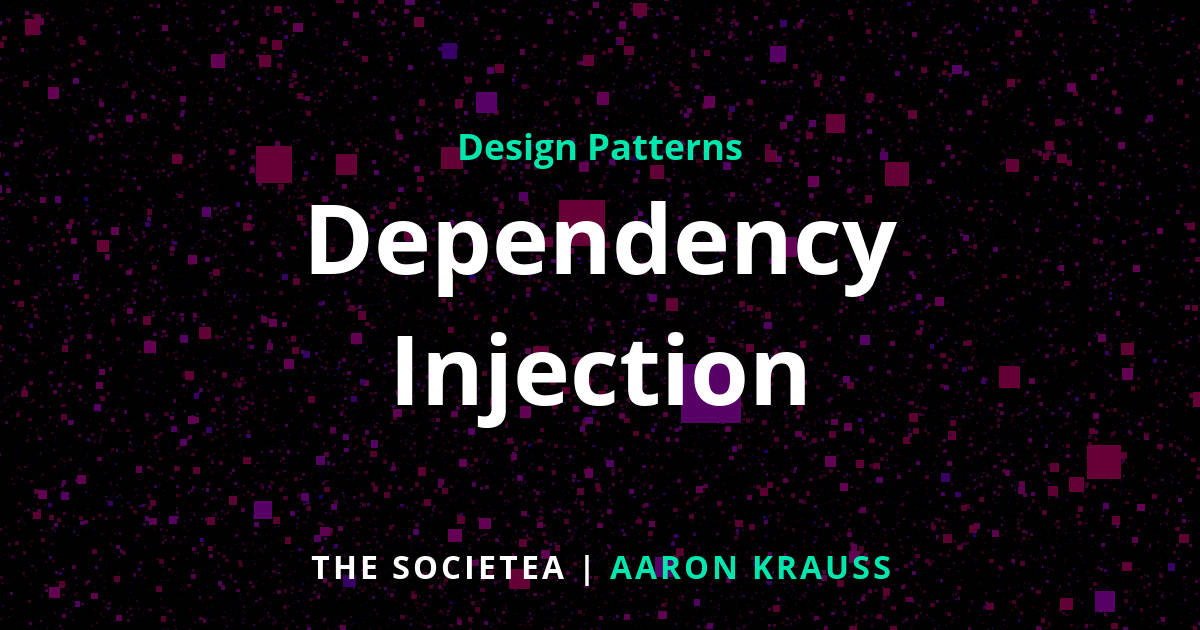 Design Patterns
Dependency
Injection
THE SOCIETEA | AARON KRAUSS